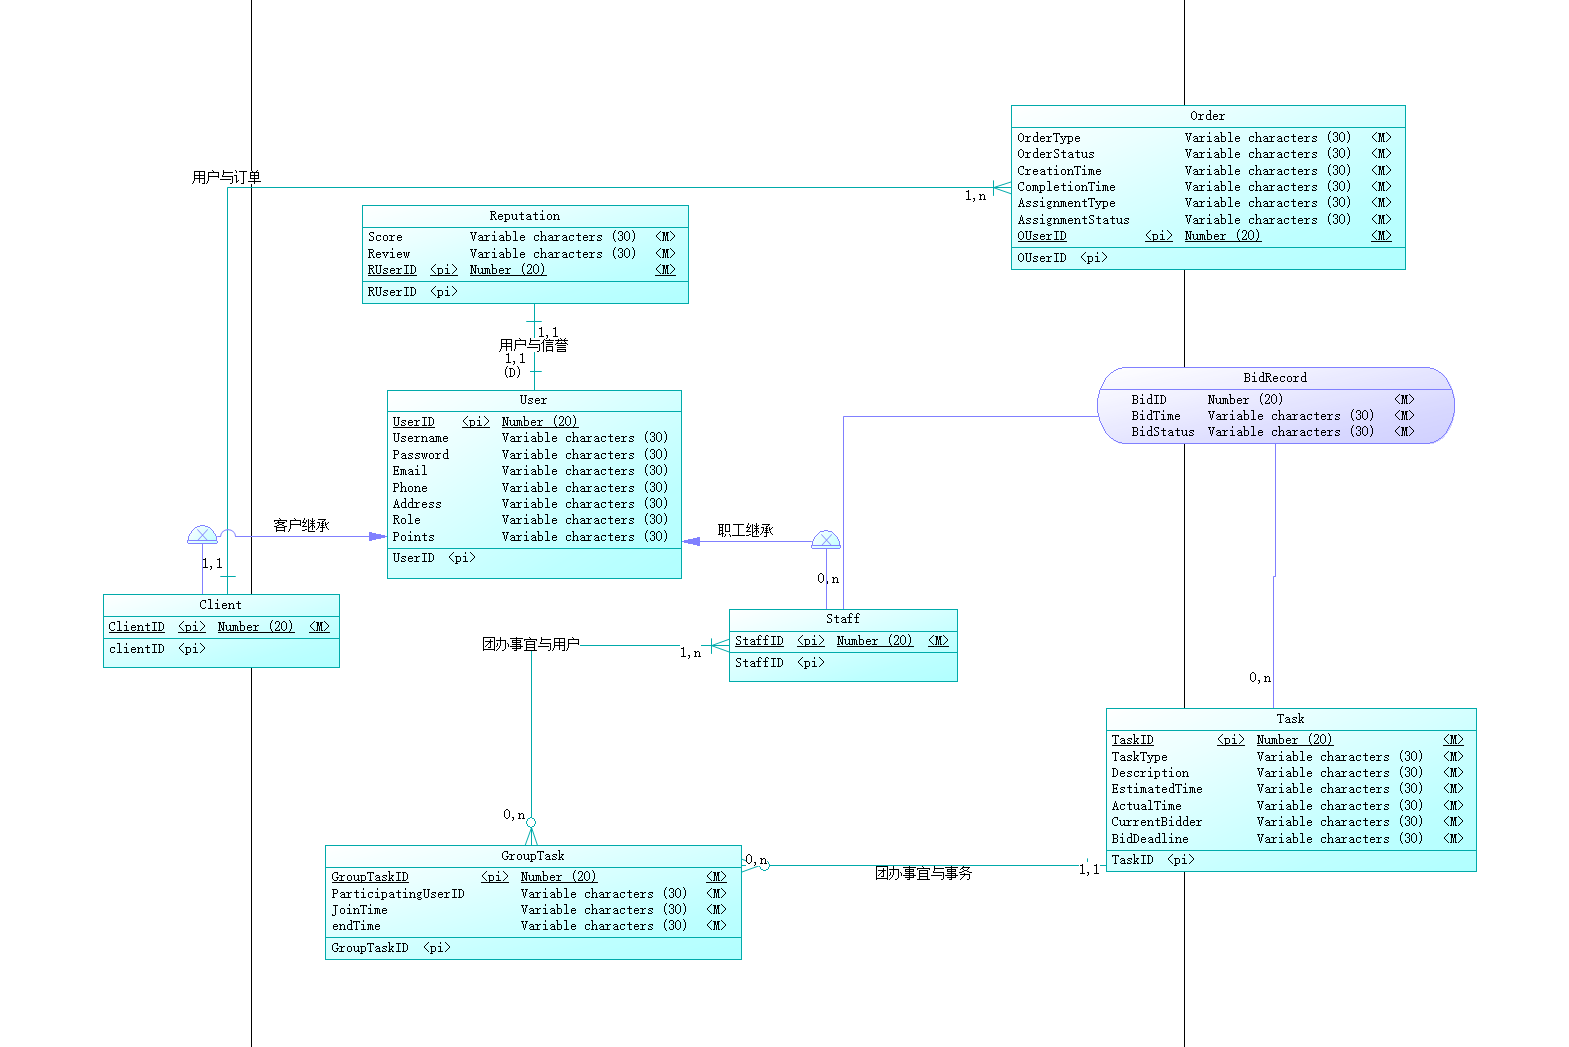 Order
OrderType Variable characters (30) <M>
OrderStatus Variable characters (30) <M>
CreationTime Variable characters (30) <M>
CompletionTime Variable characters (30) <M>
AssignmentType Variable characters (30) <M>
AssignmentStatus Variable characters (30) <M>
OUserID <pi> Number (20) <M>
OUserID <pi>
用户与订单
1,n
Reputation
Score Variable characters (30) <M>
Review Variable characters (30) <M>
RUserID <pi> Number (20) <M>
RUserID <pi>
1,1
用户与信誉
1,1
(D)
User
UserID <pi> Number (20)
Username Variable characters (30)
Password Variable characters (30)
Email Variable characters (30)
Phone Variable characters (30)
Address Variable characters (30)
Role Variable characters (30)
Points Variable characters (30)
UserID <pi>
BidRecord
BidID Number (20) <M>
BidTime Variable characters (30) <M>
BidStatus Variable characters (30) <M>
客户继承
职工继承
1,1
0,n
Client
ClientID <pi> Number (20) <M>
clientID <pi>
Staff
StaffID <pi> Number (20) <M>
StaffID <pi>
团办事宜与用户
1,n
0,n
Task
TaskID <pi> Number (20) <M>
TaskType Variable characters (30) <M>
Description Variable characters (30) <M>
EstimatedTime Variable characters (30) <M>
ActualTime Variable characters (30) <M>
CurrentBidder Variable characters (30) <M>
BidDeadline Variable characters (30) <M>
TaskID <pi>
0,n
GroupTask
GroupTaskID <pi> Number (20) <M>
ParticipatingUserID Variable characters (30) <M>
JoinTime Variable characters (30) <M>
endTime Variable characters (30) <M>
GroupTaskID <pi>
0,n
团办事宜与事务
1,1